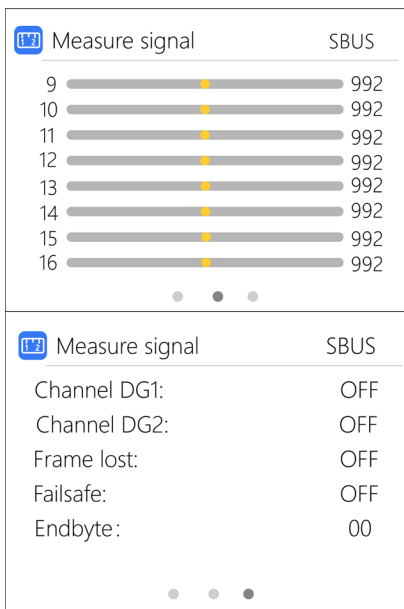 Measure signal SBUS
9 992
10 992
11 992
12 992
13 992
14 992
15 992
16 992
Measure signal SBUS
Channel DG1: OFF
Channel DG2: OFF
Frame lost: OFF
Failsafe: OFF
Endbyte: 00